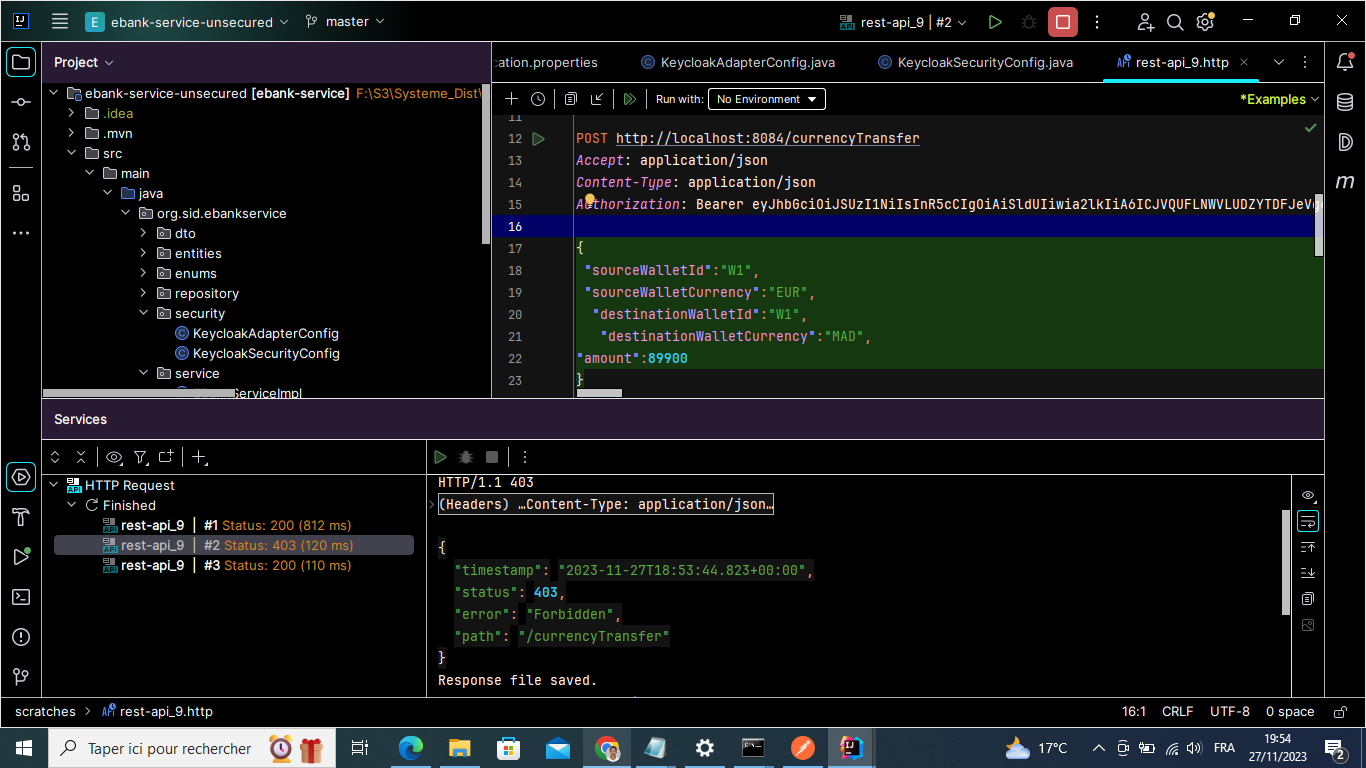 ebank-service-unsecured master rest-api_9 | #2
Project
ebank-service-unsecured [ebank-service] F:\S3\Systeme_Dist\
.idea
.mvn
src
main
java
org.sid.ebankservice
dto
entities
enums
repository
security
KeycloakAdapterConfig
KeycloakSecurityConfig
service
ServiceImpl
cation.properties KeycloakAdapterConfig.java KeycloakSecurityConfig.java rest-api_9.http
Run with: No Environment *Examples
11
12 POST http://localhost:8084/currencyTransfer
13 Accept: application/json
14 Content-Type: application/json
15 Authorization: Bearer eyJhbGciOiJSUzI1NiIsInR5cCIgOiAiSldUIiwia2lkIiA6ICJVQUFLNWVLUDZYTDFJeVg4
16
17 {
18 "sourceWalletId":"W1",
19 "sourceWalletCurrency":"EUR",
20 "destinationWalletId":"W1",
21 "destinationWalletCurrency":"MAD",
22 "amount":89900
23 }
Services
HTTP Request
Finished
rest-api_9 | #1 Status: 200 (812 ms)
rest-api_9 | #2 Status: 403 (120 ms)
rest-api_9 | #3 Status: 200 (110 ms)
HTTP/1.1 403
(Headers) …Content-Type: application/json…
{
"timestamp": "2023-11-27T18:53:44.823+00:00",
"status": 403,
"error": "Forbidden",
"path": "/currencyTransfer"
}
Response file saved.
scratches > rest-api_9.http 16:1 CRLF UTF-8 0 space
Taper ici pour rechercher 17°C FRA 19:54
27/11/2023 2